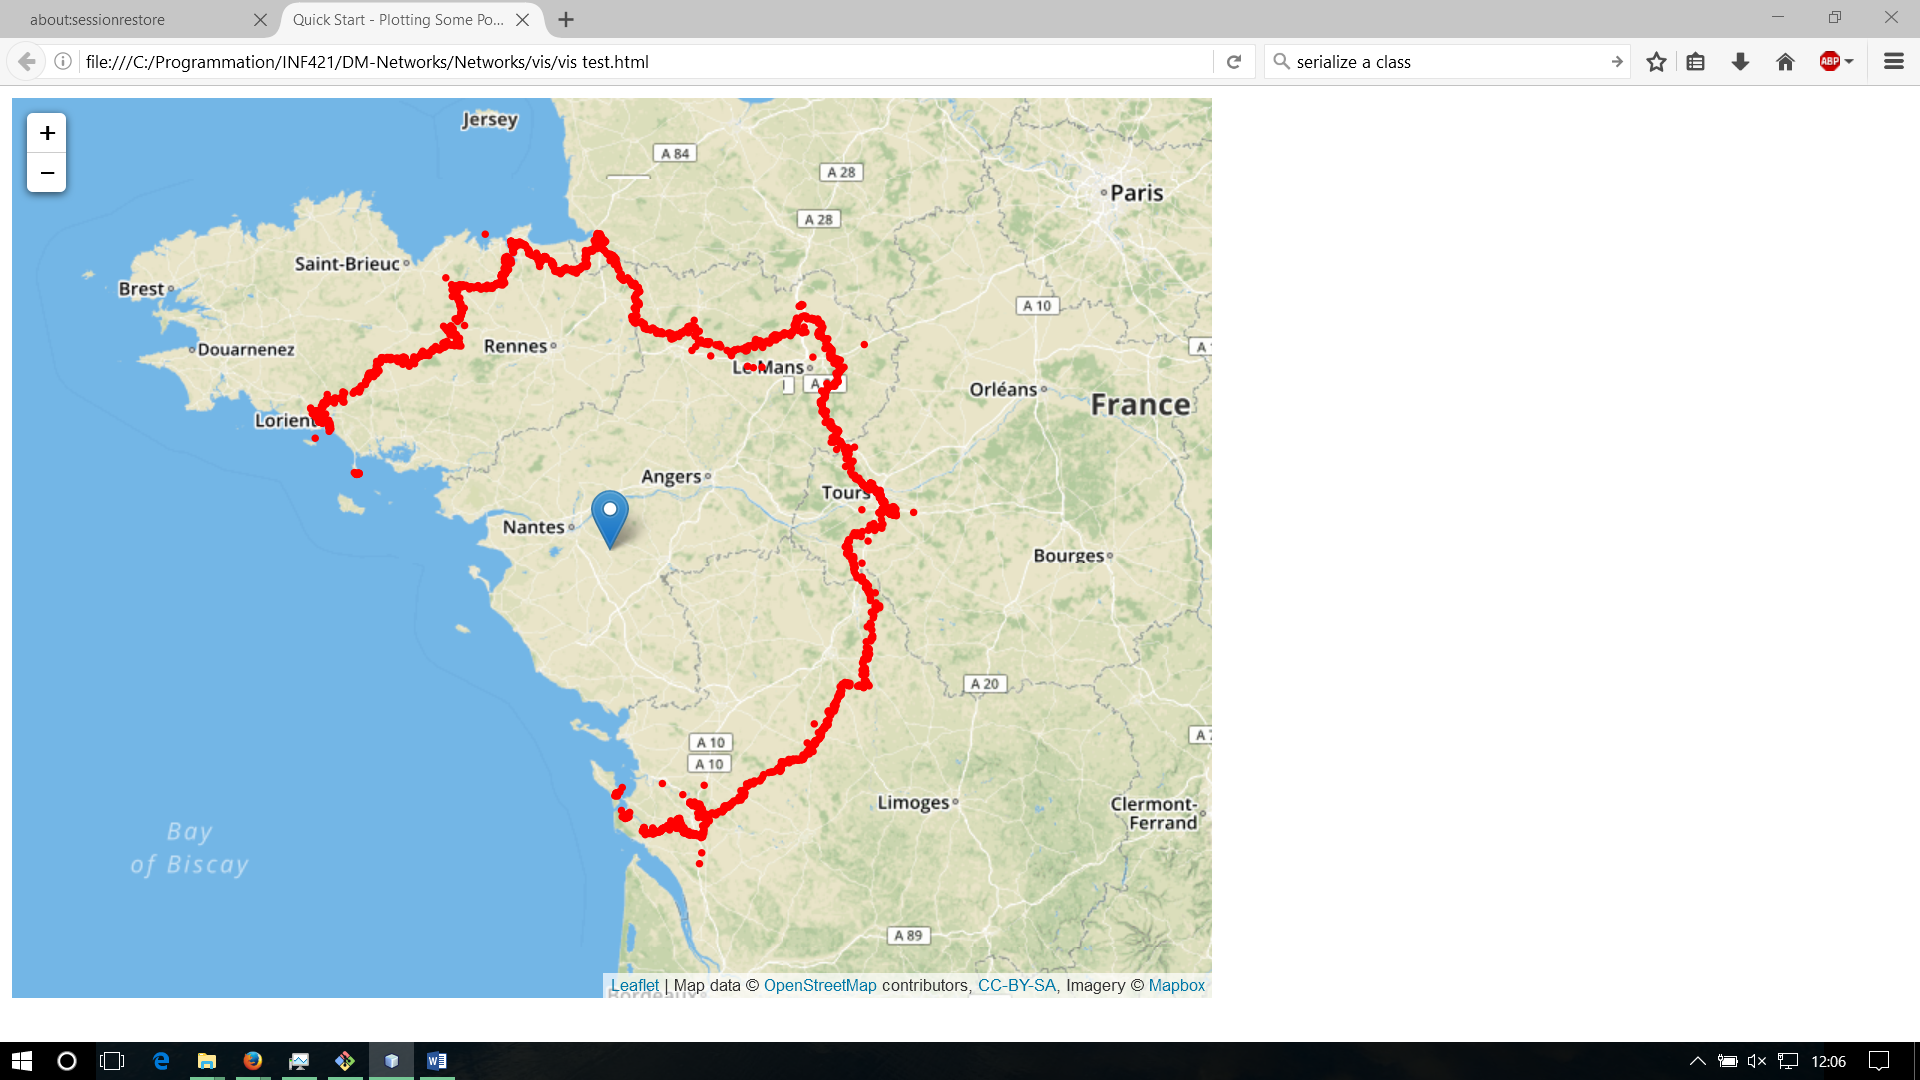 about:sessionrestore
Quick Start - Plotting Some Po...
file:///C:/Programmation/INF421/DM-Networks/Networks/vis/vis test.html
serialize a class
ABP
+
−
Jersey
A 84
A 28
Paris
A 28
Saint-Brieuc
Brest
A 10
Rennes
Douarnenez
Le Mans
Orléans
France
Lorient
Angers
Tours
Nantes
Bourges
A 20
A 10
A 10
Limoges
Clermont-
Ferrand
Bay
of Biscay
A 89
Leaflet | Map data © OpenStreetMap contributors, CC-BY-SA, Imagery © Mapbox
12:06